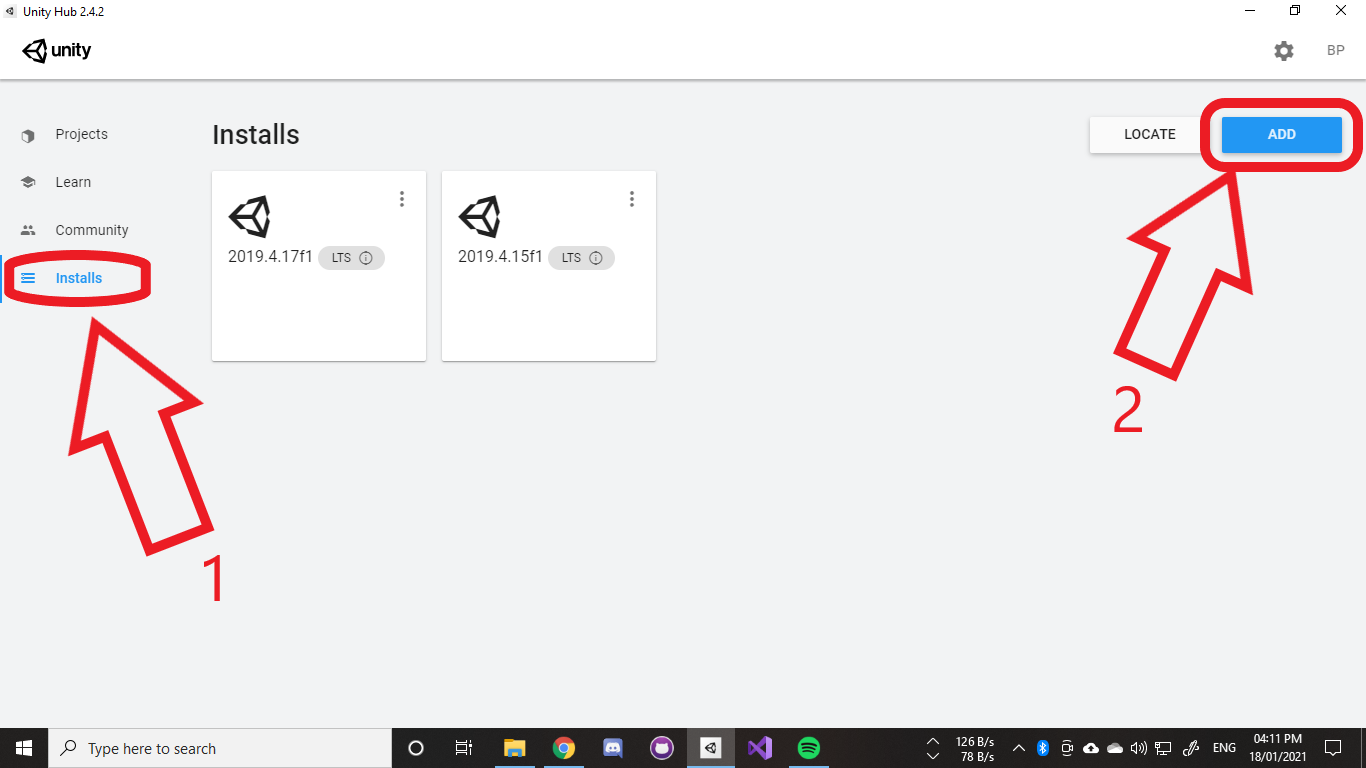 Unity Hub 2.4.2
unity
BP
Projects
Learn
Community
Installs
Installs
LOCATE
ADD
2019.4.17f1 LTS
2019.4.15f1 LTS
1
2
Type here to search
126 B/s
78 B/s
ENG
04:11 PM
18/01/2021